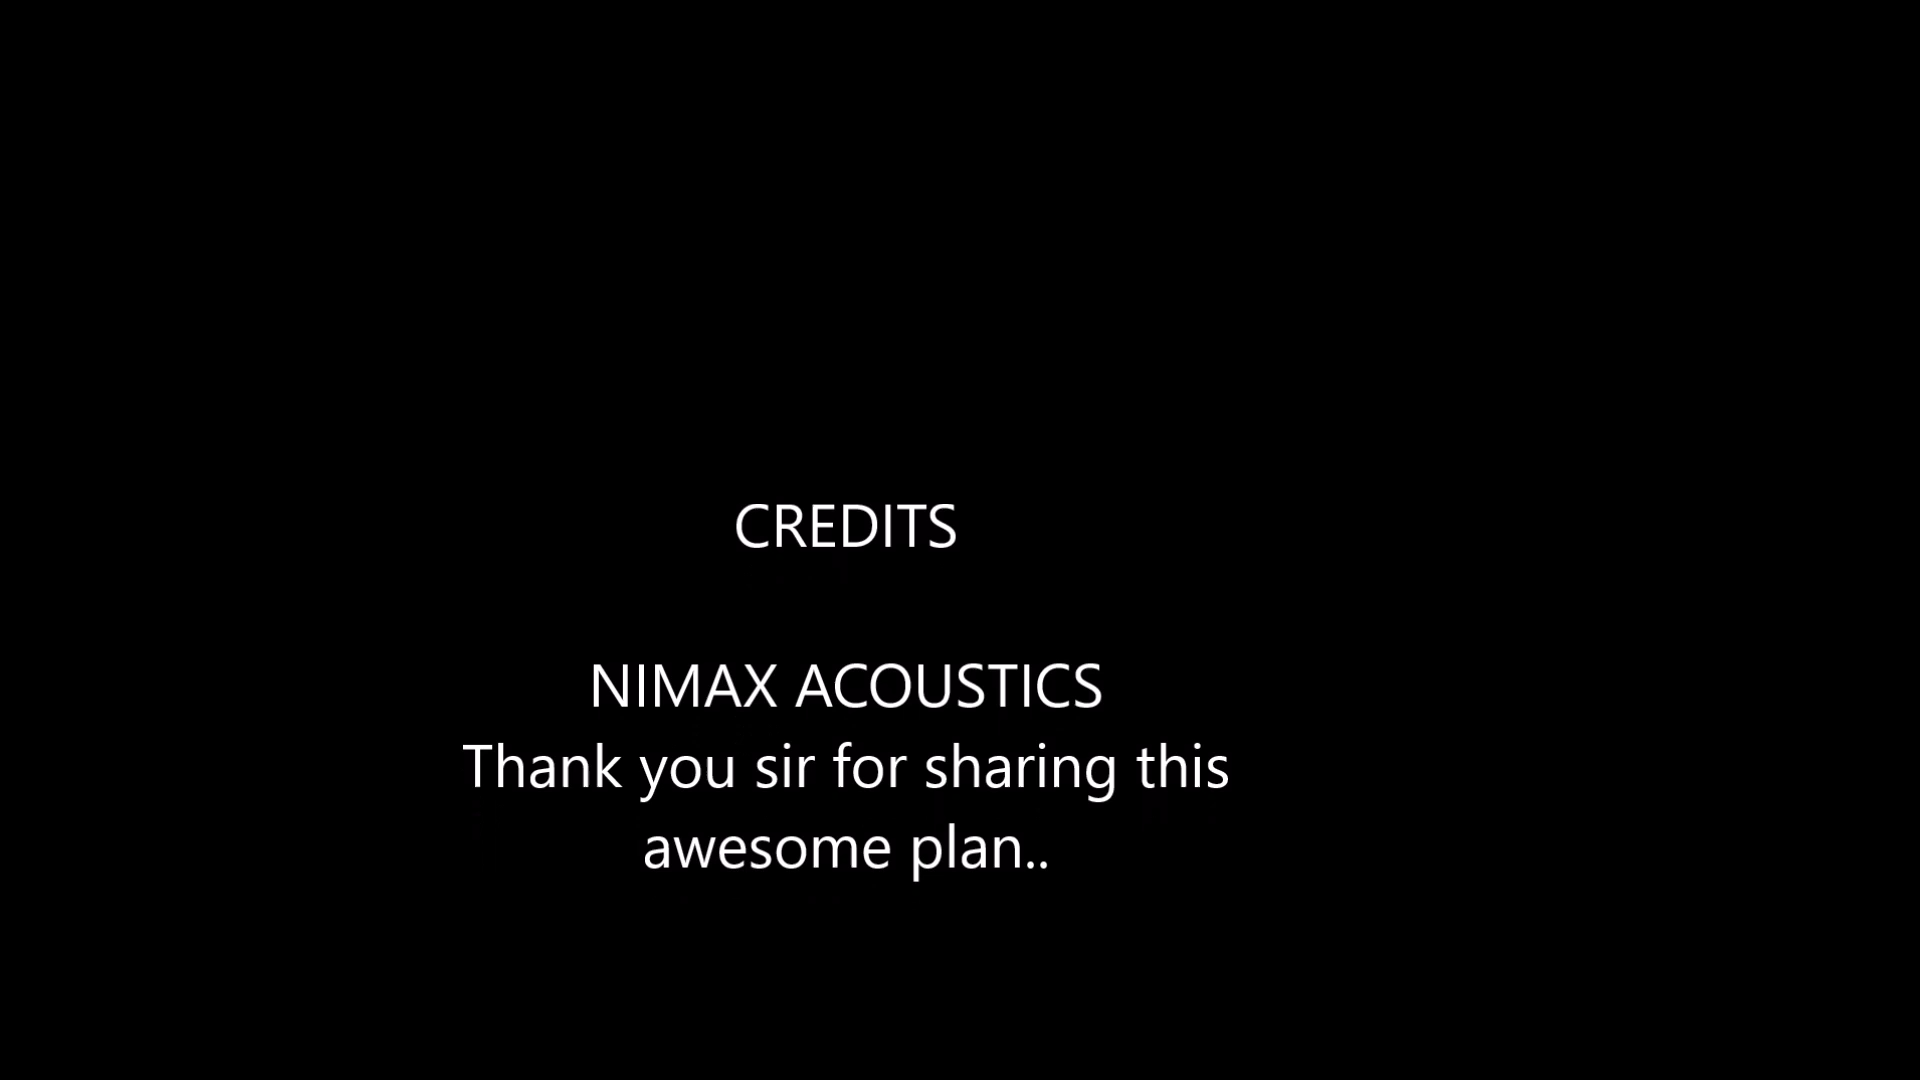 CREDITS
NIMAX ACOUSTICS
Thank you sir for sharing this
awesome plan..